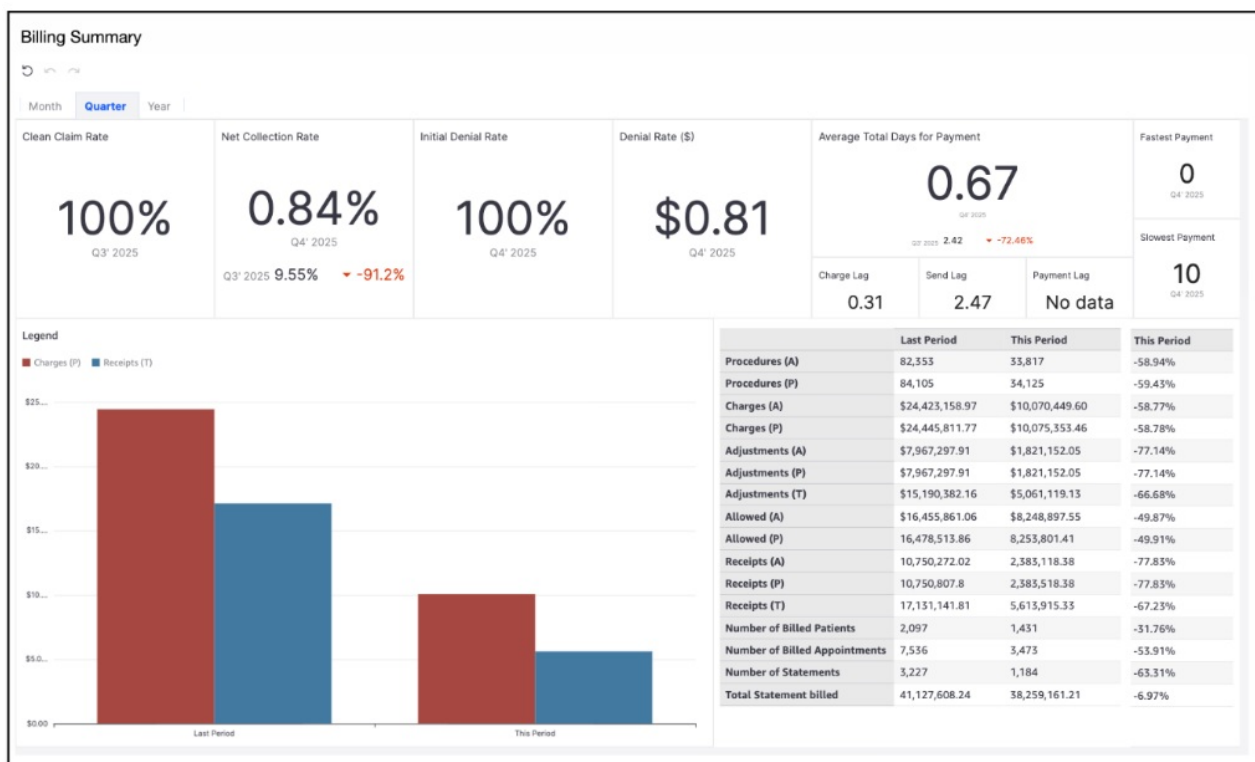 Billing Summary
Month Quarter Year
Clean Claim Rate
100%
Q3' 2025
Net Collection Rate
0.84%
Q4' 2025
Q3' 2025 9.55% -91.2%
Initial Denial Rate
100%
Q4' 2025
Denial Rate ($)
$0.81
Q4' 2025
Average Total Days for Payment
0.67
Q4' 2025
Q3' 2025 2.42 -72.46%
Charge Lag
0.31
Send Lag
2.47
Payment Lag
No data
Fastest Payment
0
Q4' 2025
Slowest Payment
10
Q4' 2025
Legend
Charges (P) Receipts (T)
$25...
$20...
$15...
$10...
$5.0...
$0.00
Last Period This Period
Last Period This Period This Period
Procedures (A) 82,353 33,817 -58.94%
Procedures (P) 84,105 34,125 -59.43%
Charges (A) $24,423,158.97 $10,070,449.60 -58.77%
Charges (P) $24,445,811.77 $10,075,353.46 -58.78%
Adjustments (A) $7,967,297.91 $1,821,152.05 -77.14%
Adjustments (P) $7,967,297.91 $1,821,152.05 -77.14%
Adjustments (T) $15,190,382.16 $5,061,119.13 -66.68%
Allowed (A) $16,455,861.06 $8,248,897.55 -49.87%
Allowed (P) 16,478,513.86 8,253,801.41 -49.91%
Receipts (A) 10,750,272.02 2,383,118.38 -77.83%
Receipts (P) 10,750,807.8 2,383,518.38 -77.83%
Receipts (T) 17,131,141.81 5,613,915.33 -67.23%
Number of Billed Patients 2,097 1,431 -31.76%
Number of Billed Appointments 7,536 3,473 -53.91%
Number of Statements 3,227 1,184 -63.31%
Total Statement billed 41,127,608.24 38,259,161.21 -6.97%